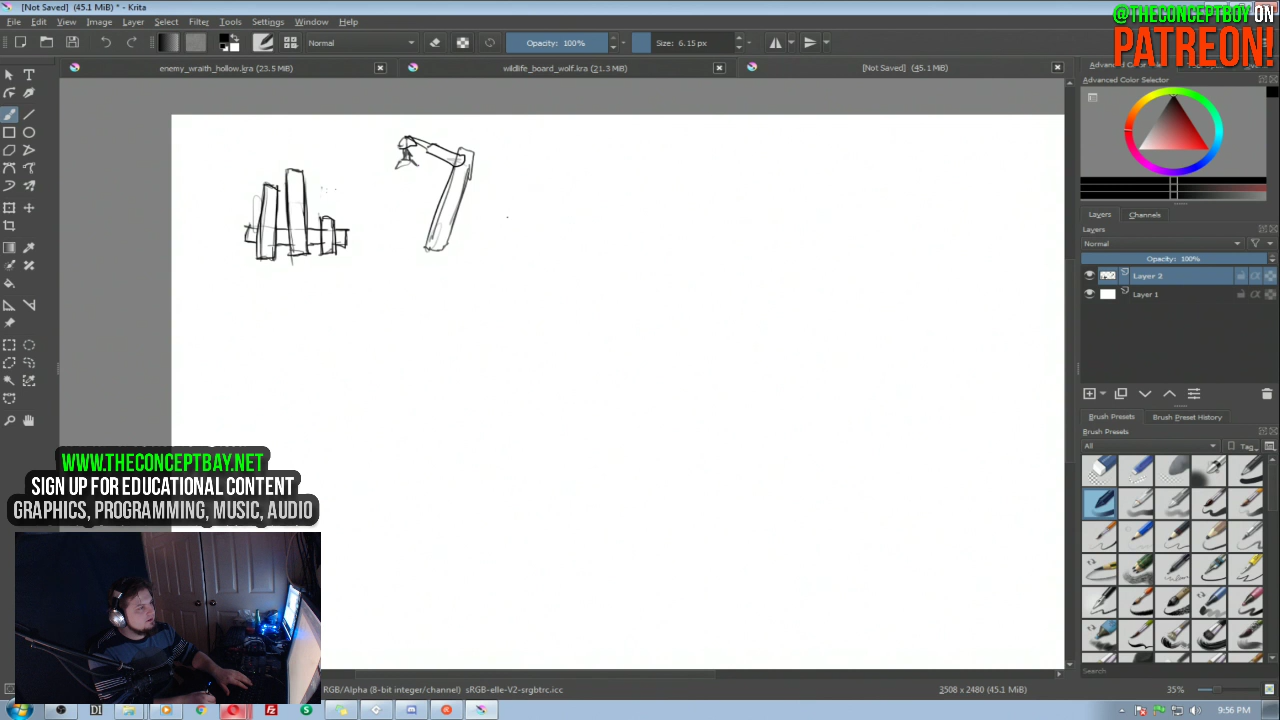 [Not Saved] (45.1 MiB) * - Krita
@THECONCEPTBOY ON
PATREON!
File Edit View Image Layer Select Filter Tools Settings Window Help
Normal
Opacity: 100%
Size: 6.15 px
enemy_wraith_hollow.kra (23.5 MiB)
wildlife_board_wolf.kra (21.3 MiB)
[Not Saved] (45.1 MiB)
Advanced Color Selector
Layers Channels
Layers
Normal
Opacity: 100%
Layer 2
Layer 1
Brush Presets Brush Preset History
Brush Presets
All
Tag
Search
WWW.THECONCEPTBAY.NET
SIGN UP FOR EDUCATIONAL CONTENT
GRAPHICS, PROGRAMMING, MUSIC, AUDIO
RGB/Alpha (8-bit integer/channel) sRGB-elle-V2-srgbtrc.icc
3508 x 2480 (45.1 MiB)
35%
9:56 PM